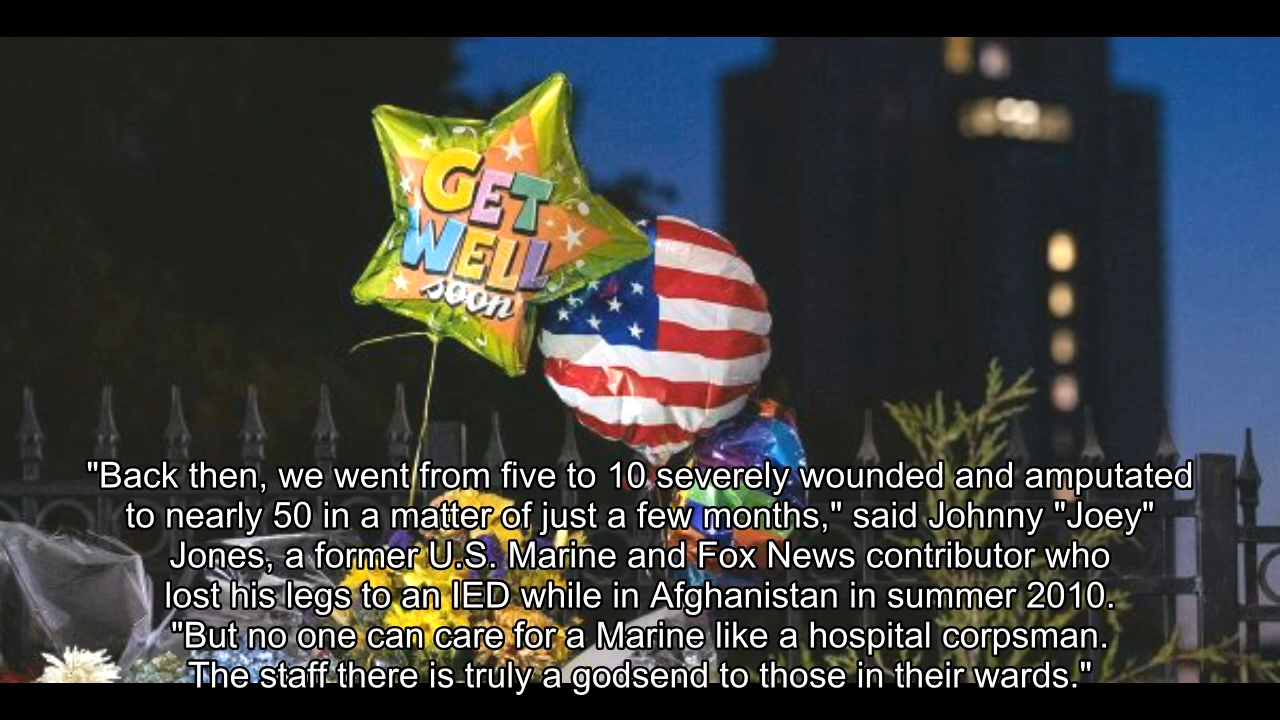 GET
WELL
soon
"Back then, we went from five to 10 severely wounded and amputated
to nearly 50 in a matter of just a few months," said Johnny "Joey"
Jones, a former U.S. Marine and Fox News contributor who
lost his legs to an IED while in Afghanistan in summer 2010.
"But no one can care for a Marine like a hospital corpsman.
The staff there is truly a godsend to those in their wards."